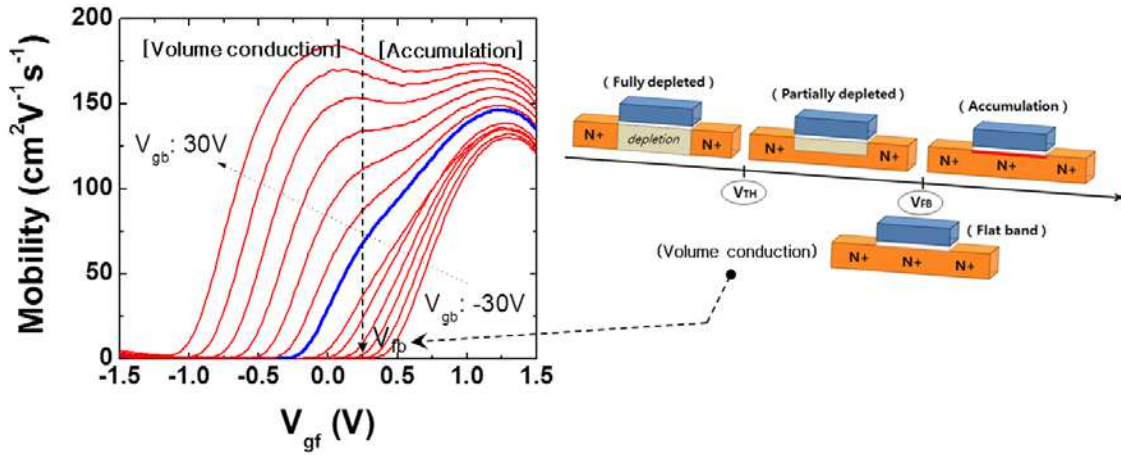 200
[Volume conduction]
[Accumulation]
150
V_gb: 30V
100
50
V_gb: -30V
V_fb
0
-1.5 -1.0 -0.5 0.0 0.5 1.0 1.5
Mobility (cm²V⁻¹s⁻¹)
V_gf (V)
( Fully depleted )
( Partially depleted )
( Accumulation )
N+ depletion N+
N+ N+
N+ N+ N+
V_TH
V_FB
(Volume conduction)
( Flat band )
N+ N+ N+